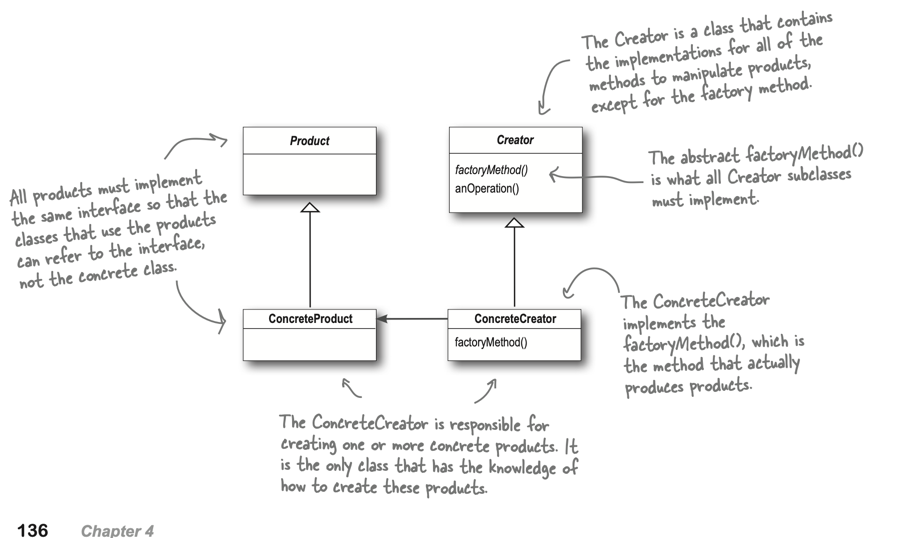 The Creator is a class that contains
the implementations for all of the
methods to manipulate products,
except for the factory method.
Product
Creator
factoryMethod()
anOperation()
The abstract factoryMethod()
is what all Creator subclasses
must implement.
All products must implement
the same interface so that the
classes that use the products
can refer to the interface,
not the concrete class.
ConcreteProduct
ConcreteCreator
factoryMethod()
The ConcreteCreator
implements the
factoryMethod(), which is
the method that actually
produces products.
The ConcreteCreator is responsible for
creating one or more concrete products. It
is the only class that has the knowledge of
how to create these products.
136 Chapter 4